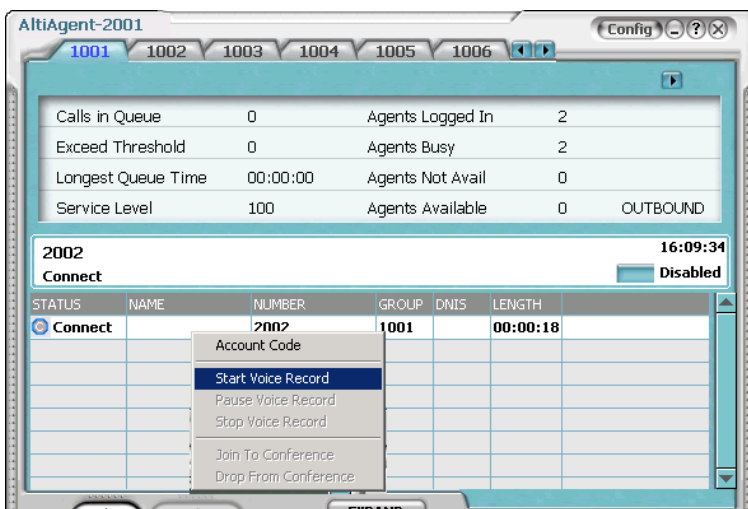 AltiAgent-2001
Config
1001 1002 1003 1004 1005 1006
Calls in Queue 0 Agents Logged In 2
Exceed Threshold 0 Agents Busy 2
Longest Queue Time 00:00:00 Agents Not Avail 0
Service Level 100 Agents Available 0 OUTBOUND
2002 16:09:34
Connect Disabled
STATUS NAME NUMBER GROUP DNIS LENGTH
Connect 2002 1001 00:00:18
Account Code
Start Voice Record
Pause Voice Record
Stop Voice Record
Join To Conference
Drop From Conference